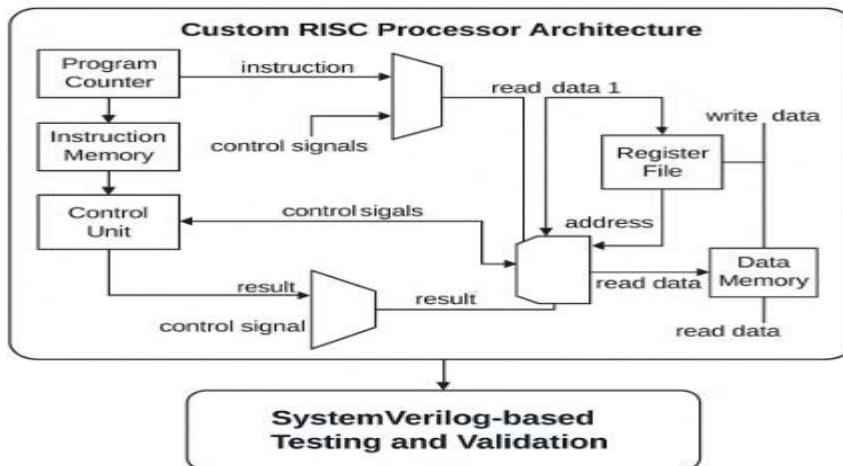 Custom RISC Processor Architecture
Program
Counter
instruction
read data 1
write data
Instruction
Memory
control signals
Register
File
Control
Unit
control sigals
address
result
result
read data
Data
Memory
control signal
read data
SystemVerilog-based
Testing and Validation